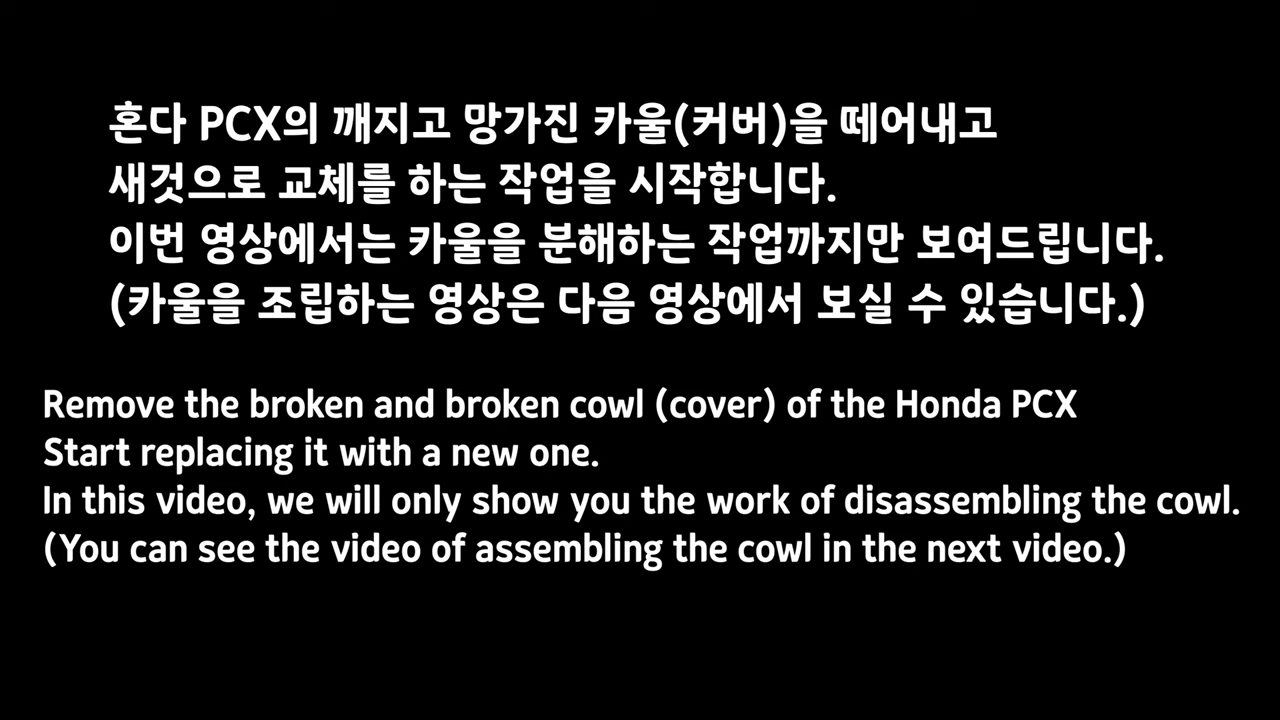 혼다 PCX의 깨지고 망가진 카울(커버)을 떼어내고
새것으로 교체를 하는 작업을 시작합니다.
이번 영상에서는 카울을 분해하는 작업까지만 보여드립니다.
(카울을 조립하는 영상은 다음 영상에서 보실 수 있습니다.)
Remove the broken and broken cowl (cover) of the Honda PCX
Start replacing it with a new one.
In this video, we will only show you the work of disassembling the cowl.
(You can see the video of assembling the cowl in the next video.)